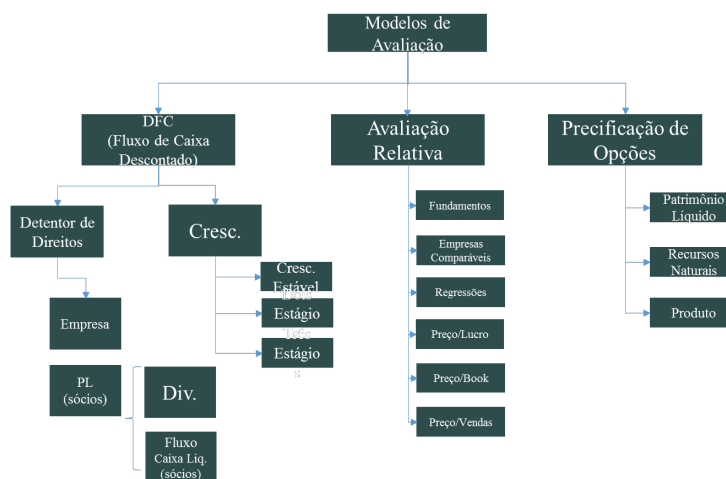 Modelos de
Avaliação
DFC
(Fluxo de Caixa
Descontado)
Avaliação
Relativa
Precificação de
Opções
Detentor de
Direitos
Cresc.
Empresa
PL
(sócios)
Div.
Fluxo
Caixa Liq.
(sócios)
Cresc.
Estável
Dois
Estágio
Três
Estágio
s
Fundamentos
Empresas
Comparáveis
Regressões
Preço/Lucro
Preço/Book
Preço/Vendas
Patrimônio
Líquido
Recursos
Naturais
Produto